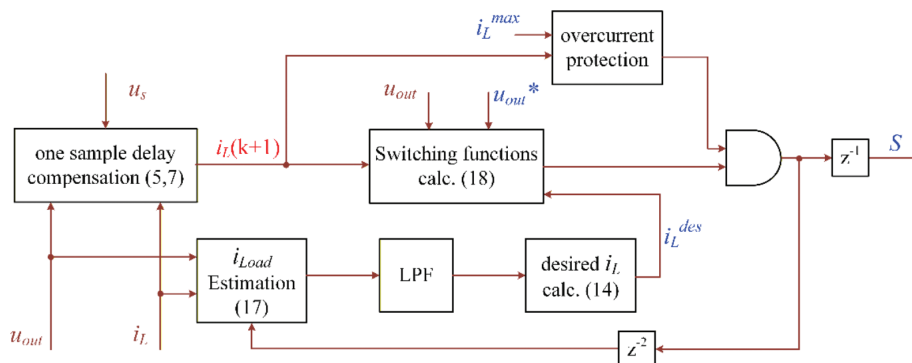 i_L^max
overcurrent
protection
u_s
u_out
u_out*
one sample delay
compensation (5,7)
i_L(k+1)
Switching functions
calc. (18)
z^-1
S
i_Load
Estimation
(17)
LPF
desired i_L
calc. (14)
i_L^des
u_out
i_L
z^-2